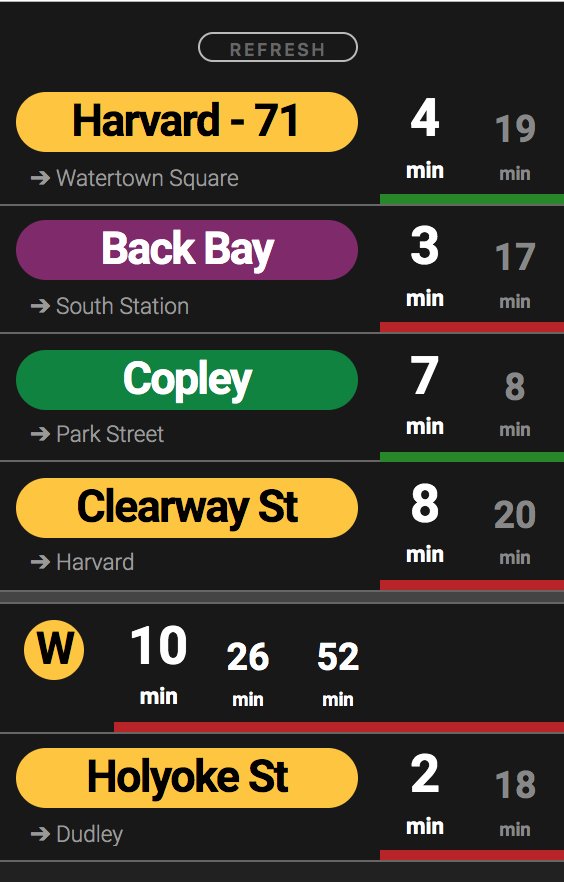 REFRESH
Harvard - 71 4 19
min min
➔ Watertown Square
Back Bay 3 17
min min
➔ South Station
Copley 7 8
min min
➔ Park Street
Clearway St 8 20
min min
➔ Harvard
W 10 26 52
min min min
Holyoke St 2 18
min min
➔ Dudley